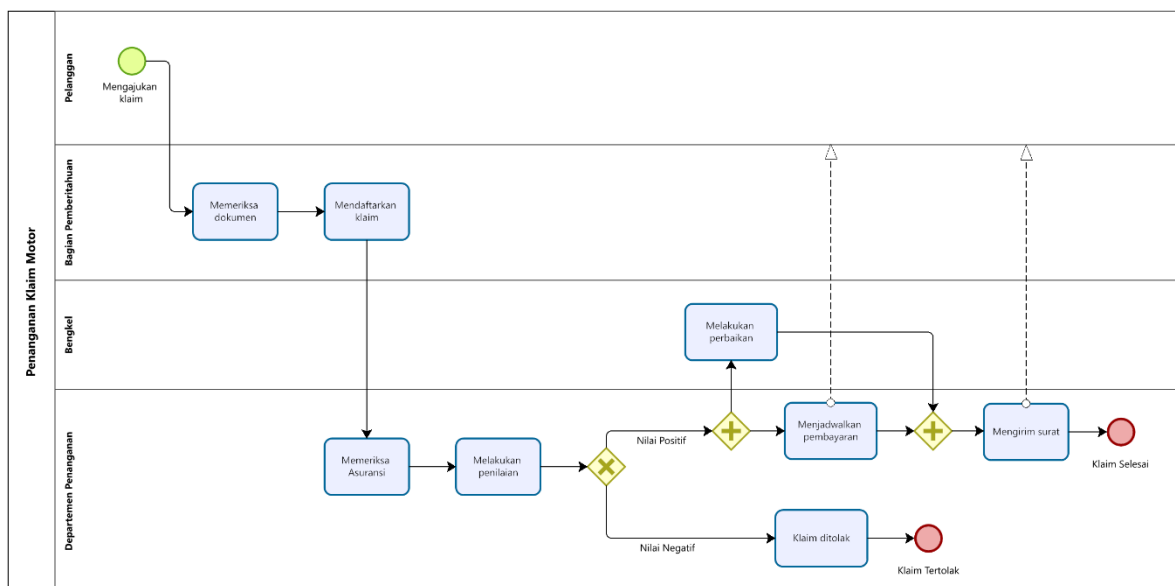 Penanganan Klaim Motor
Pelanggan
Mengajukan
klaim
Bagian Pemberitahuan
Memeriksa
dokumen
Mendaftarkan
klaim
Bengkel
Melakukan
perbaikan
Departemen Penanganan
Memeriksa
Asuransi
Melakukan
penilaian
Nilai Positif
Menjadwalkan
pembayaran
Mengirim surat
Klaim Selesai
Nilai Negatif
Klaim ditolak
Klaim Tertolak